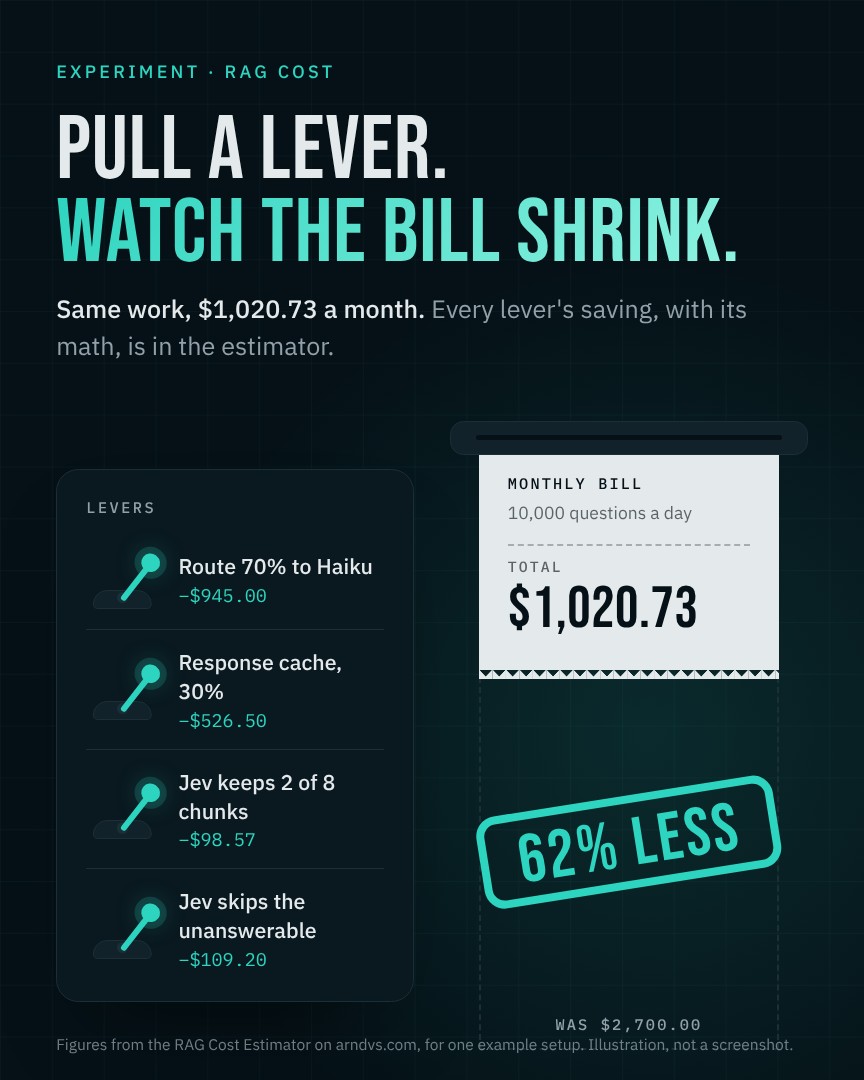 EXPERIMENT · RAG COST
PULL A LEVER.
WATCH THE BILL SHRINK.
Same work, $1,020.73 a month. Every lever's saving, with its
math, is in the estimator.
LEVERS
Route 70% to Haiku
−$945.00
Response cache,
30%
−$526.50
Jev keeps 2 of 8
chunks
−$98.57
Jev skips the
unanswerable
−$109.20
MONTHLY BILL
10,000 questions a day
TOTAL
$1,020.73
62% LESS
WAS $2,700.00
Figures from the RAG Cost Estimator on arndvs.com, for one example setup. Illustration, not a screenshot.